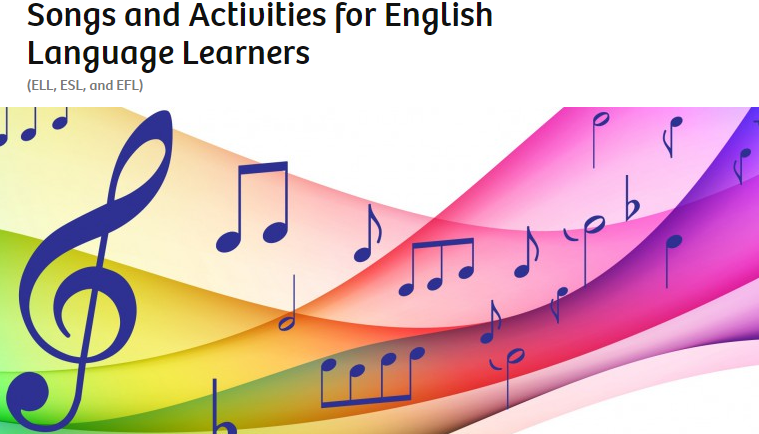 Songs and Activities for English
Language Learners
(ELL, ESL, and EFL)